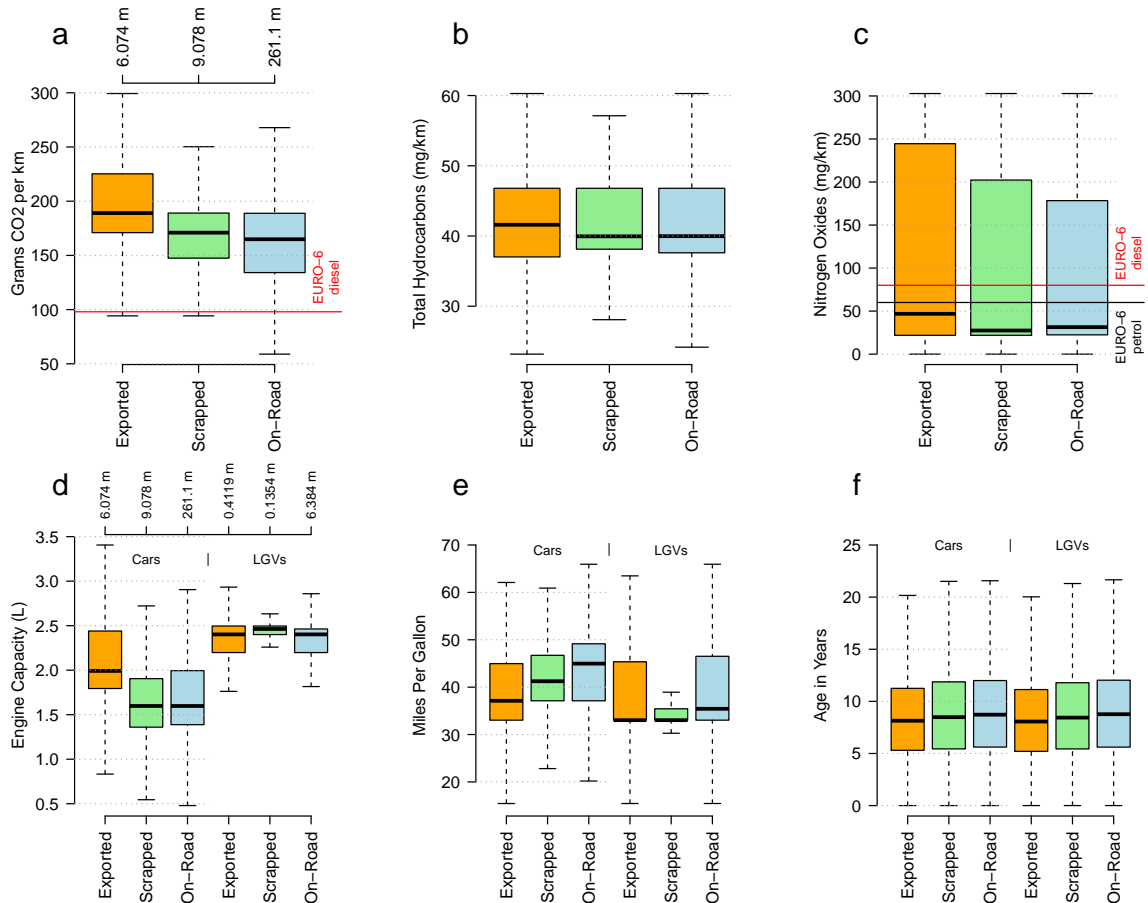 a
6.074 m
9.078 m
261.1 m
Grams CO2 per km
300
250
200
150
100
50
EURO−6
diesel
Exported
Scrapped
On−Road
b
Total Hydrocarbons (mg/km)
60
50
40
30
Exported
Scrapped
On−Road
c
Nitrogen Oxides (mg/km)
300
250
200
150
100
50
0
EURO−6
diesel
EURO−6
petrol
Exported
Scrapped
On−Road
d
6.074 m
9.078 m
261.1 m
0.4119 m
0.1354 m
6.384 m
Cars | LGVs
Engine Capacity (L)
3.5
3.0
2.5
2.0
1.5
1.0
0.5
Exported
Scrapped
On−Road
Exported
Scrapped
On−Road
e
Cars | LGVs
Miles Per Gallon
70
60
50
40
30
20
Exported
Scrapped
On−Road
Exported
Scrapped
On−Road
f
Cars | LGVs
Age in Years
25
20
15
10
5
0
Exported
Scrapped
On−Road
Exported
Scrapped
On−Road